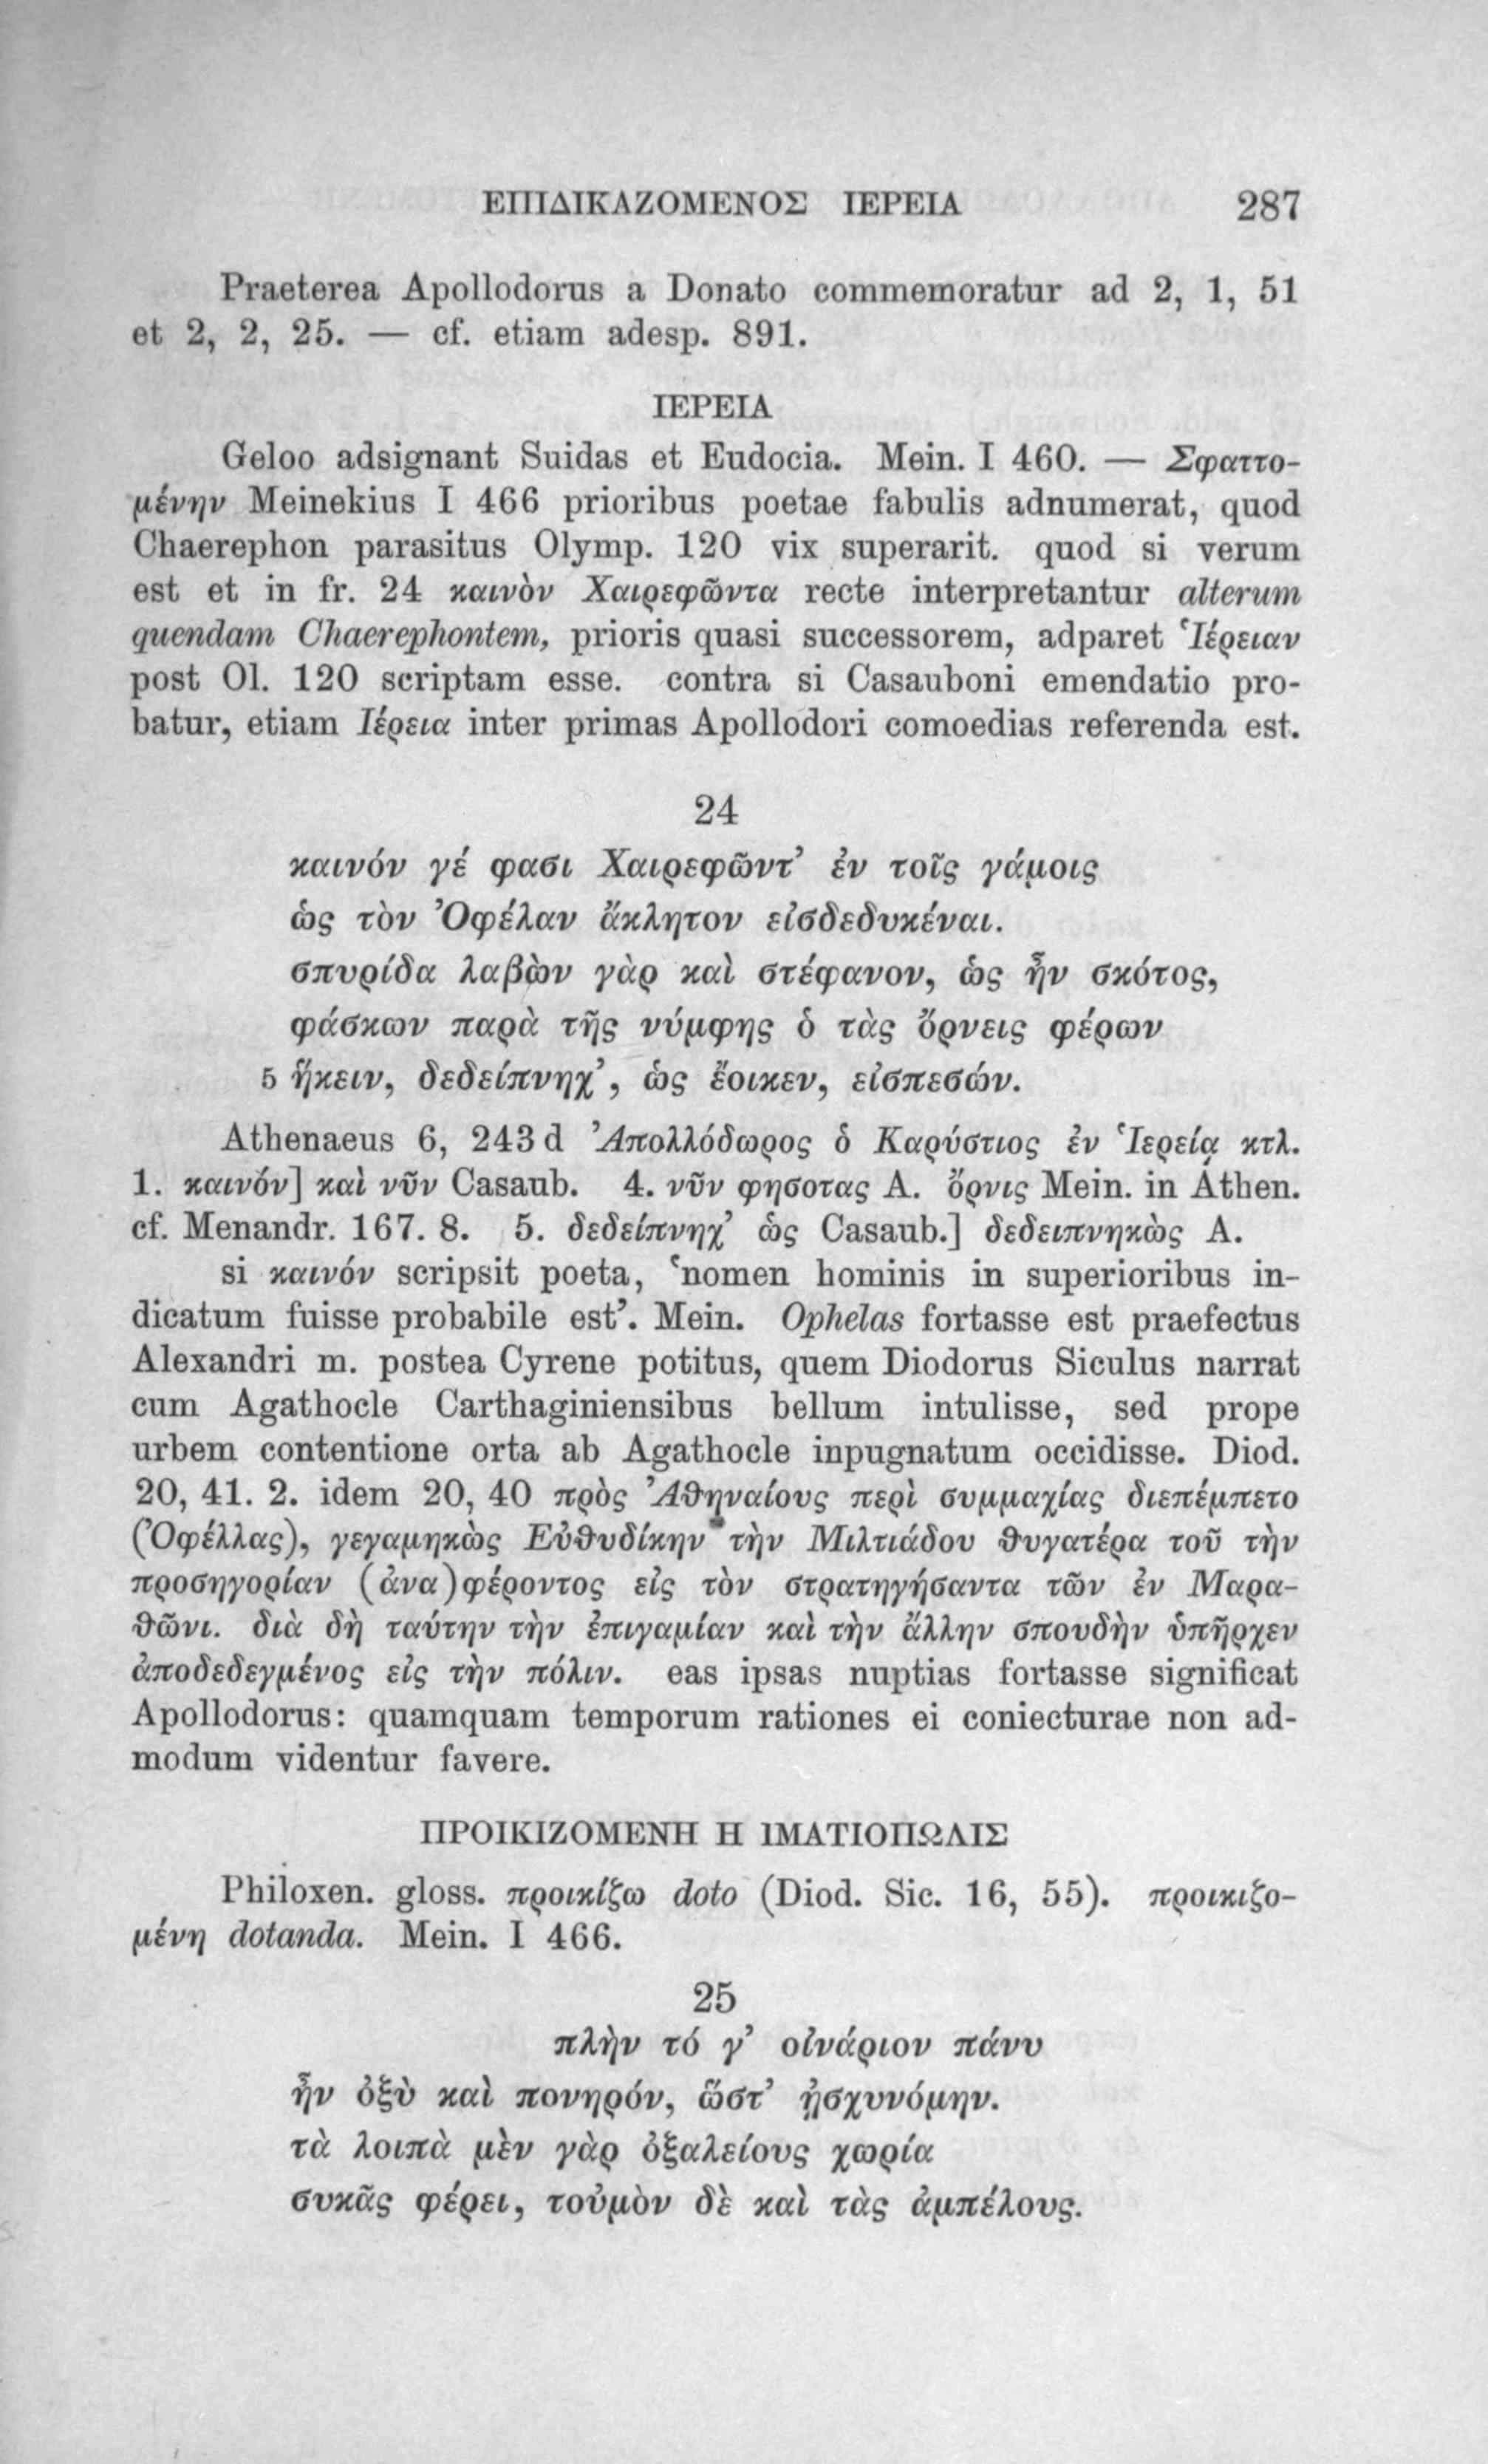 ΕΠΙΔΙΚΑΖΟΜΕΝΟΣ ΙΕΡΕΙΑ 287
Praeterea Apollodorus a Donato commemoratur ad 2, 1, 51
et 2, 2, 25. — cf. etiam adesp. 891.
ΙΕΡΕΙΑ
Geloo adsignant Suidas et Eudocia. Mein. I 460. — Σφαττο-
μένην Meinekius I 466 prioribus poetae fabulis adnumerat, quod
Chaerephon parasitus Olymp. 120 vix superarit. quod si verum
est et in fr. 24 καινὸν Χαιρεφῶντα recte interpretantur alterum
quendam Chaerephontem, prioris quasi successorem, adparet Ἱέρειαν
post Ol. 120 scriptam esse. contra si Casauboni emendatio pro-
batur, etiam Ιέρεια inter primas Apollodori comoedias referenda est.
24
καινόν γέ φασι Χαιρεφῶντ’ ἐν τοῖς γάμοις
ὡς τὸν Ὀφέλαν ἄκλητον εἰσδεδυκέναι.
σπυρίδα λαβὼν γὰρ καὶ στέφανον, ὡς ἦν σκότος,
φάσκων παρὰ τῆς νύμφης ὁ τὰς ὄρνεις φέρων
5 ἥκειν, δεδείπνηχ’, ὡς ἔοικεν, εἰσπεσών.
Athenaeus 6, 243 d Ἀπολλόδωρος ὁ Καρύστιος ἐν Ἱερείᾳ κτλ.
1. καινόν] καὶ νῦν Casaub. 4. νῦν φησοτας A. ὄρνις Mein. in Athen.
cf. Menandr. 167. 8. 5. δεδείπνηχ’ ὡς Casaub.] δεδειπνηκὼς A.
si καινόν scripsit poeta, ‘nomen hominis in superioribus in-
dicatum fuisse probabile est’. Mein. Ophelas fortasse est praefectus
Alexandri m. postea Cyrene potitus, quem Diodorus Siculus narrat
cum Agathocle Carthaginiensibus bellum intulisse, sed prope
urbem contentione orta ab Agathocle inpugnatum occidisse. Diod.
20, 41. 2. idem 20, 40 πρὸς Ἀθηναίους περὶ συμμαχίας διεπέμπετο
(Ὀφέλλας), γεγαμηκὼς Εὐθυδίκην τὴν Μιλτιάδου θυγατέρα τοῦ τὴν
προσηγορίαν (ἀνα)φέροντος εἰς τὸν στρατηγήσαντα τῶν ἐν Μαρα-
θῶνι. διὰ δὴ ταύτην τὴν ἐπιγαμίαν καὶ τὴν ἄλλην σπουδὴν ὑπῆρχεν
ἀποδεδεγμένος εἰς τὴν πόλιν. eas ipsas nuptias fortasse significat
Apollodorus: quamquam temporum rationes ei coniecturae non ad-
modum videntur favere.
ΠΡΟΙΚΙΖΟΜΕΝΗ Η ΙΜΑΤΙΟΠΩΛΙΣ
Philoxen. gloss. προικίζω doto (Diod. Sic. 16, 55). προικιζο-
μένη dotanda. Mein. I 466.
25
πλὴν τό γ’ οἰνάριον πάνυ
ἦν ὀξὺ καὶ πονηρόν, ὥστ’ ᾐσχυνόμην.
τὰ λοιπὰ μὲν γὰρ ὀξαλείους χωρία
συκᾶς φέρει, τοὐμὸν δὲ καὶ τὰς ἀμπέλους.